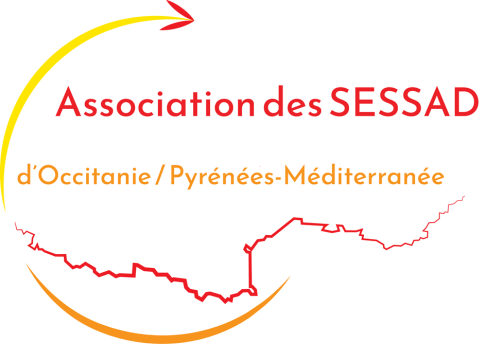 Association des SESSAD
d'Occitanie / Pyrénées-Méditerranée